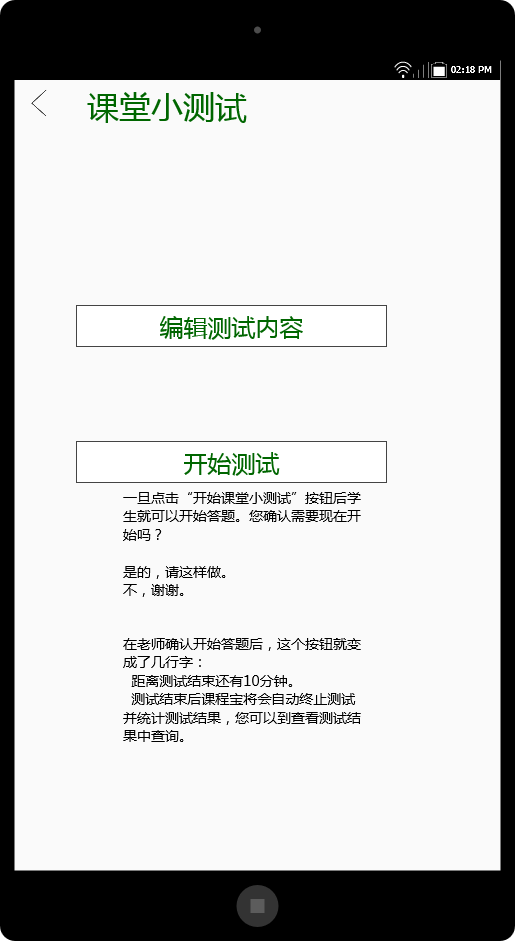 02:18 PM
课堂小测试
编辑测试内容
开始测试
一旦点击“开始课堂小测试”按钮后学
生就可以开始答题。您确认需要现在开
始吗？
是的，请这样做。
不，谢谢。
在老师确认开始答题后，这个按钮就变
成了几行字：
距离测试结束还有10分钟。
测试结束后课程宝将会自动终止测试
并统计测试结果，您可以到查看测试结
果中查询。